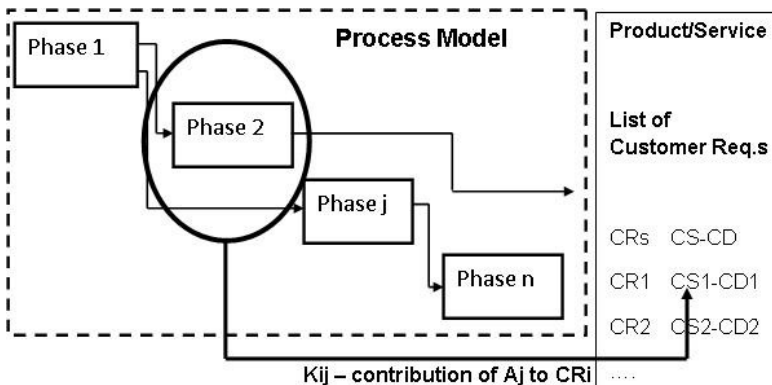 Process Model
Phase 1
Phase 2
Phase j
Phase n
Product/Service
List of
Customer Req.s
CRs CS-CD
CR1 CS1-CD1
CR2 CS2-CD2
....
Kij – contribution of Aj to CRi